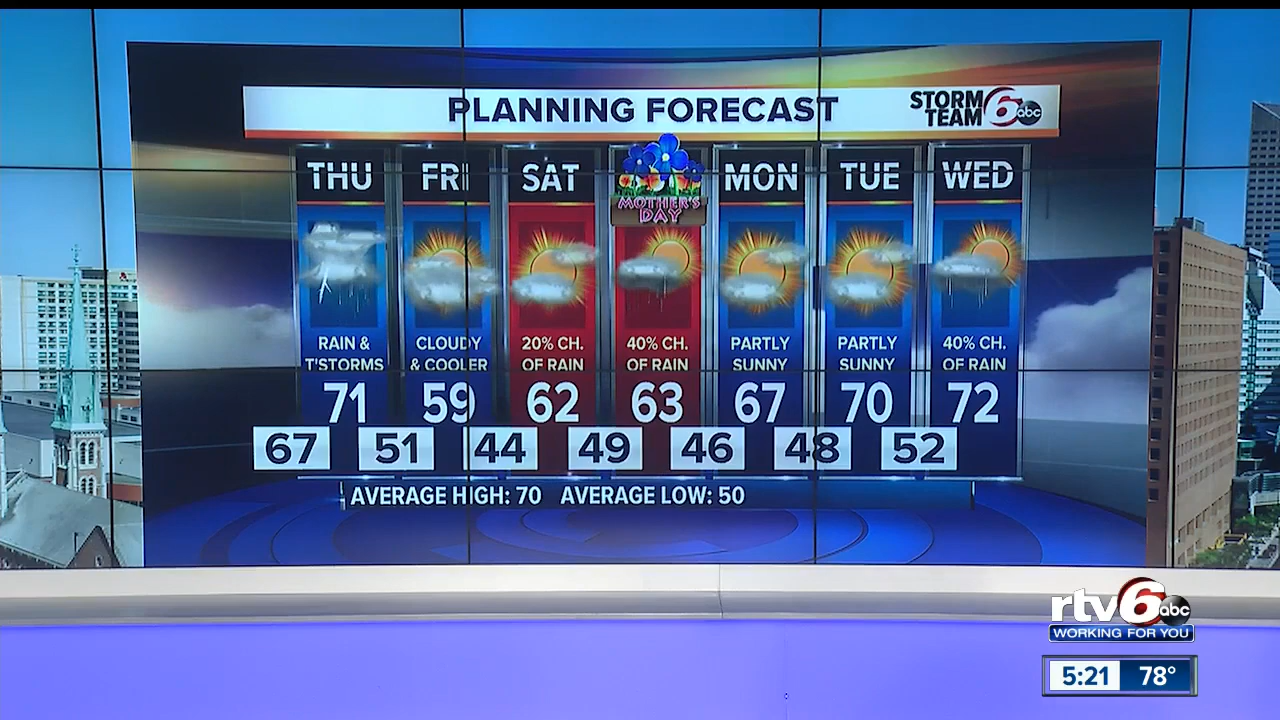 PLANNING FORECAST
STORM
TEAM 6 abc
THU FRI SAT MOTHER'S DAY MON TUE WED
RAIN & T'STORMS
CLOUDY & COOLER
20% CH. OF RAIN
40% CH. OF RAIN
PARTLY SUNNY
PARTLY SUNNY
40% CH. OF RAIN
71 59 62 63 67 70 72
67 51 44 49 46 48 52
AVERAGE HIGH: 70 AVERAGE LOW: 50
rtv6 abc
WORKING FOR YOU
5:21 78°